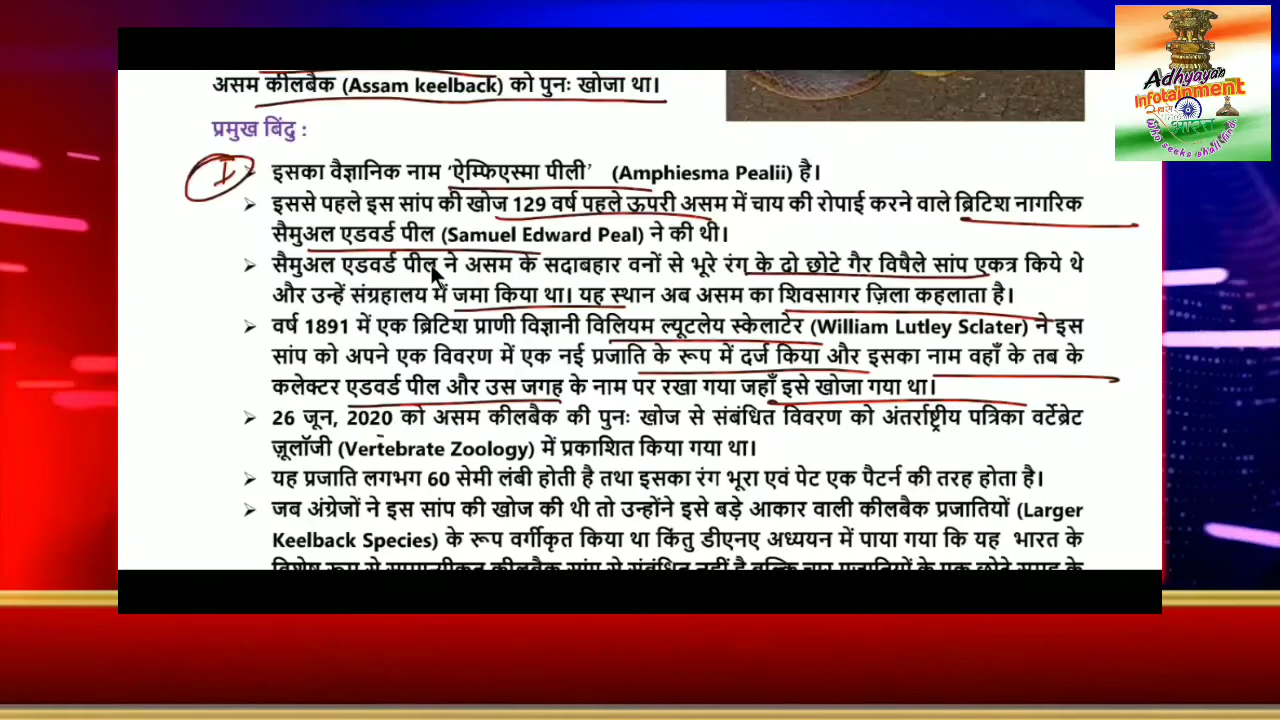 असम कीलबैक (Assam keelback) को पुनः खोजा था।
प्रमुख बिंदु :
I
➢ इसका वैज्ञानिक नाम ‘ऐम्फिएस्मा पीली’ (Amphiesma Pealii) है।
➢ इससे पहले इस सांप की खोज 129 वर्ष पहले ऊपरी असम में चाय की रोपाई करने वाले ब्रिटिश नागरिक
सैमुअल एडवर्ड पील (Samuel Edward Peal) ने की थी।
➢ सैमुअल एडवर्ड पील ने असम के सदाबहार वनों से भूरे रंग के दो छोटे गैर विषैले सांप एकत्र किये थे
और उन्हें संग्रहालय में जमा किया था। यह स्थान अब असम का शिवसागर ज़िला कहलाता है।
➢ वर्ष 1891 में एक ब्रिटिश प्राणी विज्ञानी विलियम ल्यूटलेय स्केलाटेर (William Lutley Sclater) ने इस
सांप को अपने एक विवरण में एक नई प्रजाति के रूप में दर्ज किया और इसका नाम वहाँ के तब के
कलेक्टर एडवर्ड पील और उस जगह के नाम पर रखा गया जहाँ इसे खोजा गया था।
➢ 26 जून, 2020 को असम कीलबैक की पुनः खोज से संबंधित विवरण को अंतर्राष्ट्रीय पत्रिका वर्टेब्रेट
ज़ूलॉजी (Vertebrate Zoology) में प्रकाशित किया गया था।
➢ यह प्रजाति लगभग 60 सेमी लंबी होती है तथा इसका रंग भूरा एवं पेट एक पैटर्न की तरह होता है।
➢ जब अंग्रेजों ने इस सांप की खोज की थी तो उन्होंने इसे बड़े आकार वाली कीलबैक प्रजातियों (Larger
Keelback Species) के रूप वर्गीकृत किया था किंतु डीएनए अध्ययन में पाया गया कि यह भारत के
Adhyayan
Infotainment
भारत
who seeks shall find